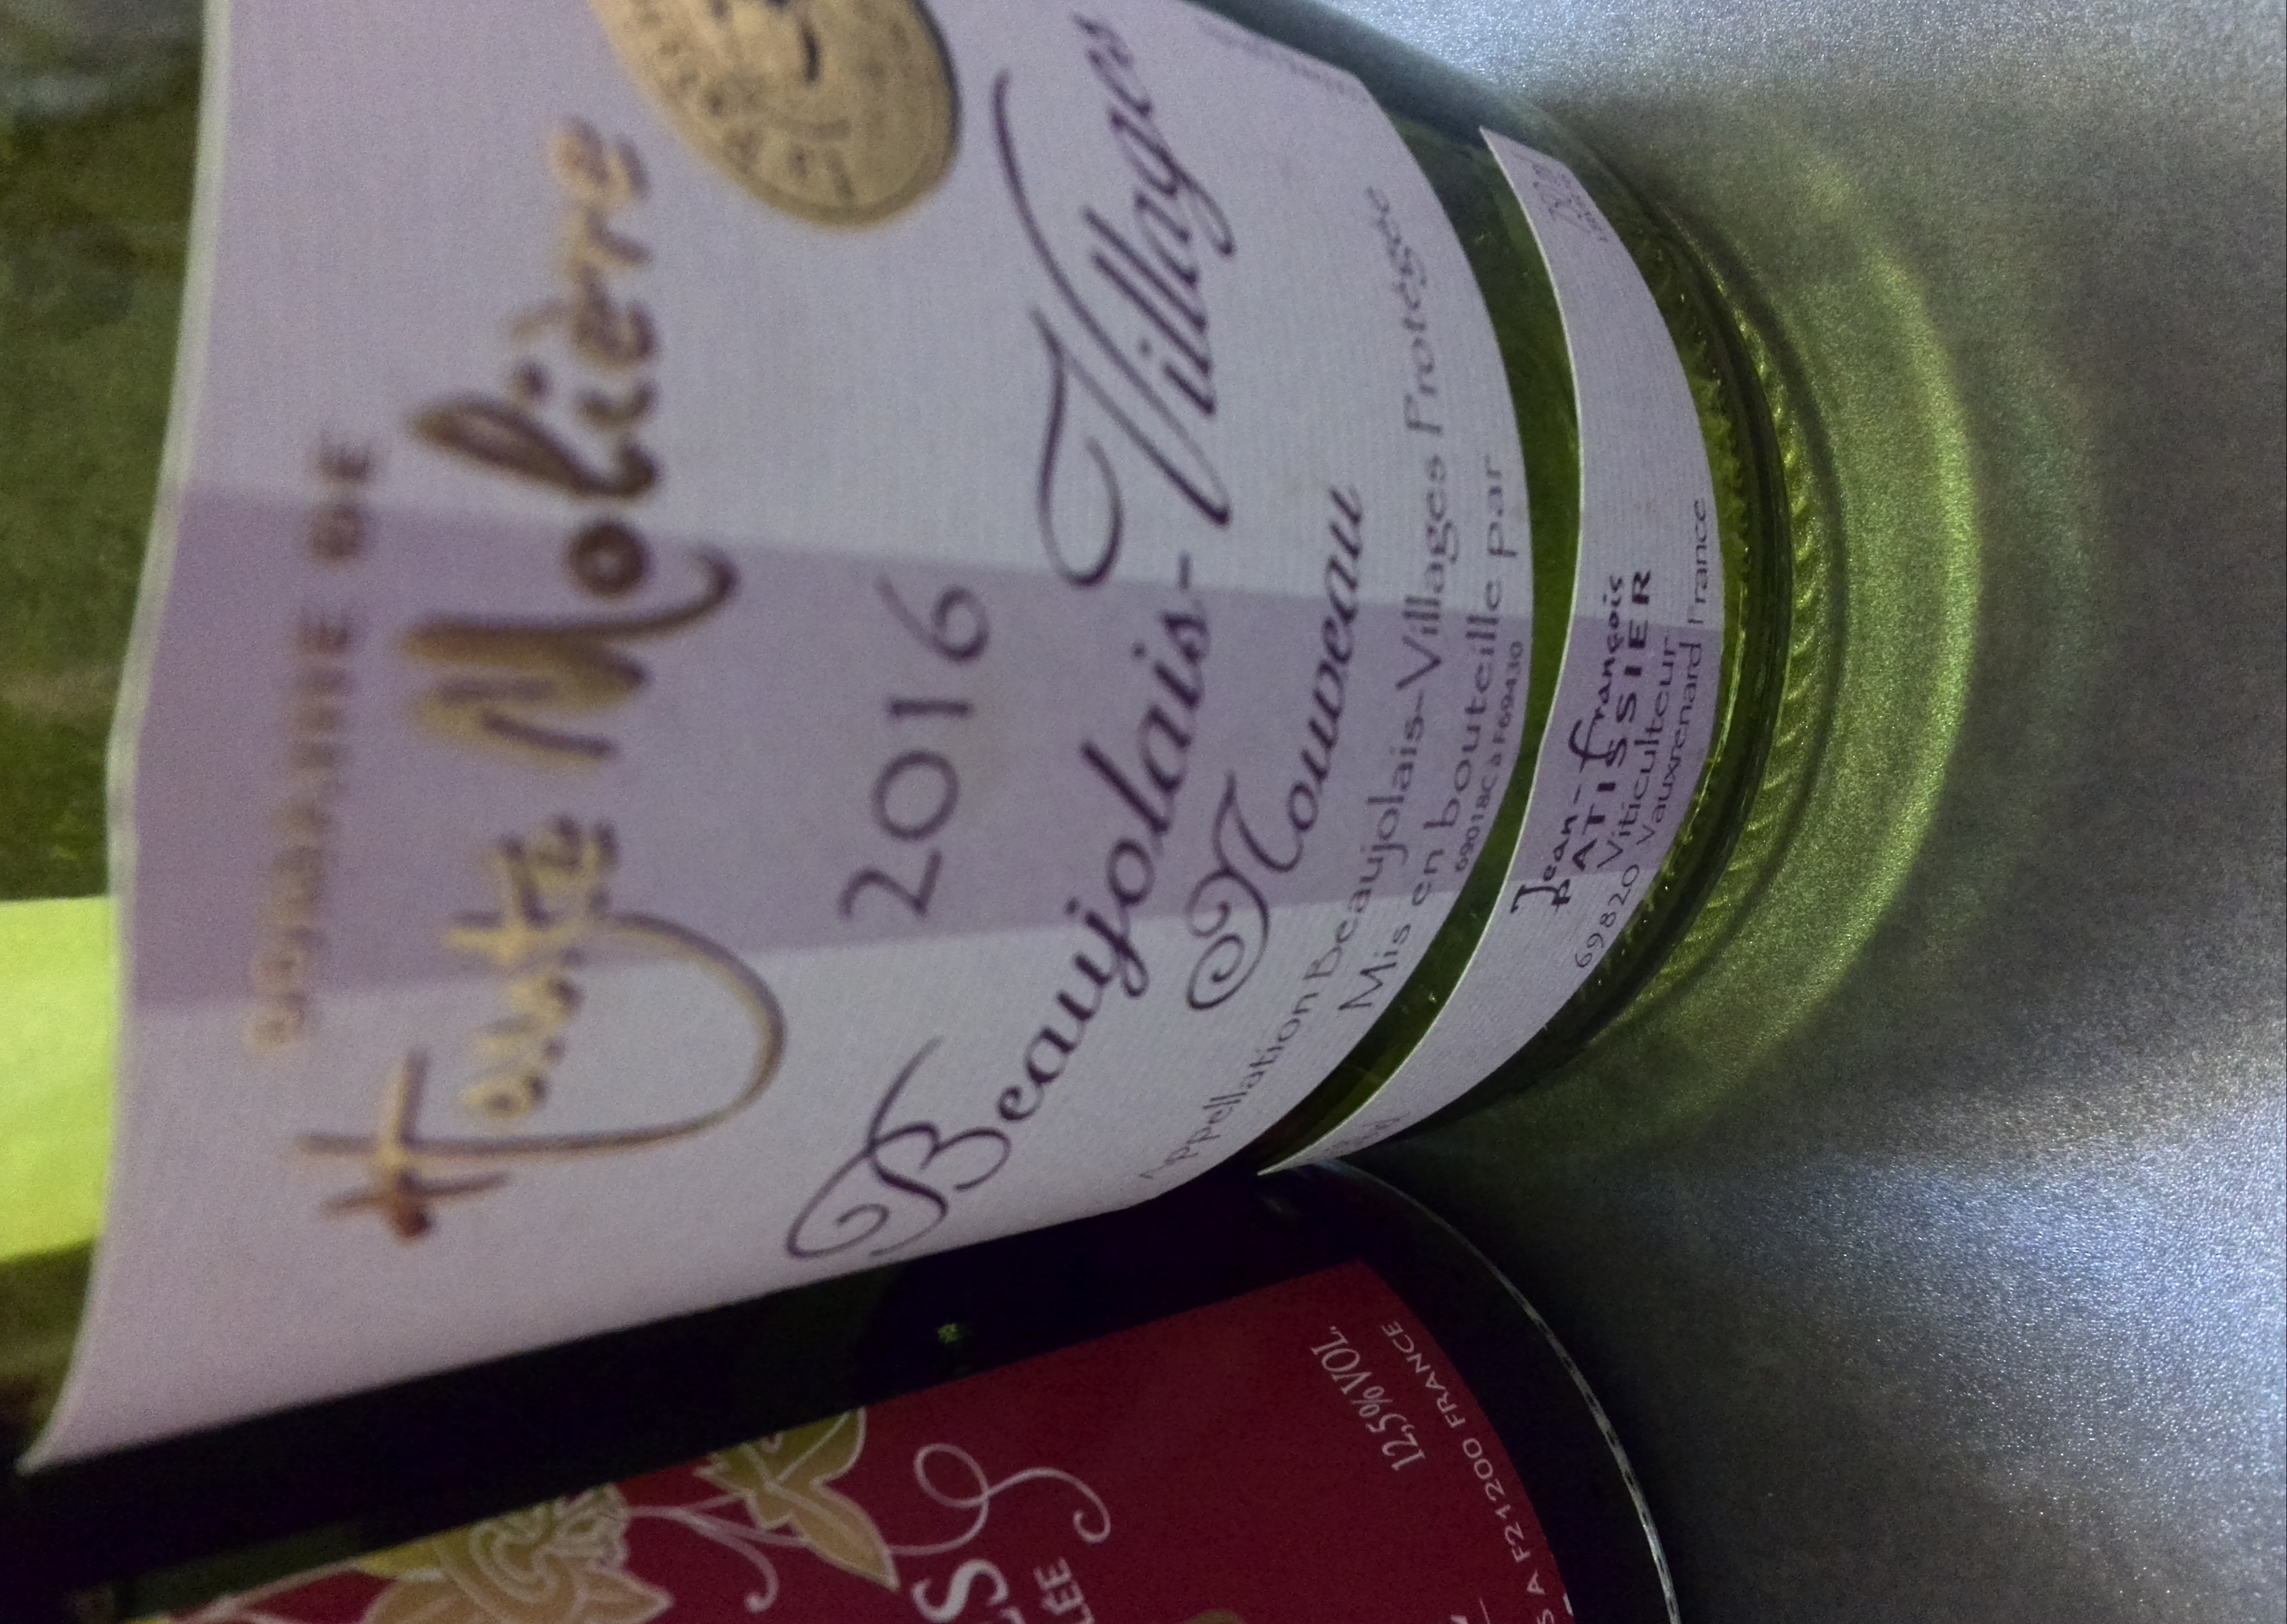 DOMAINE DE
Haute Molière
2016
Beaujolais-Villages
Nouveau
Appellation Beaujolais-Villages Protégée
Mis en bouteille par
Jean-François
PATISSIER
Viticulteur
69820 Vauxrenard France
12,5% VOL.
A F21200 FRANCE